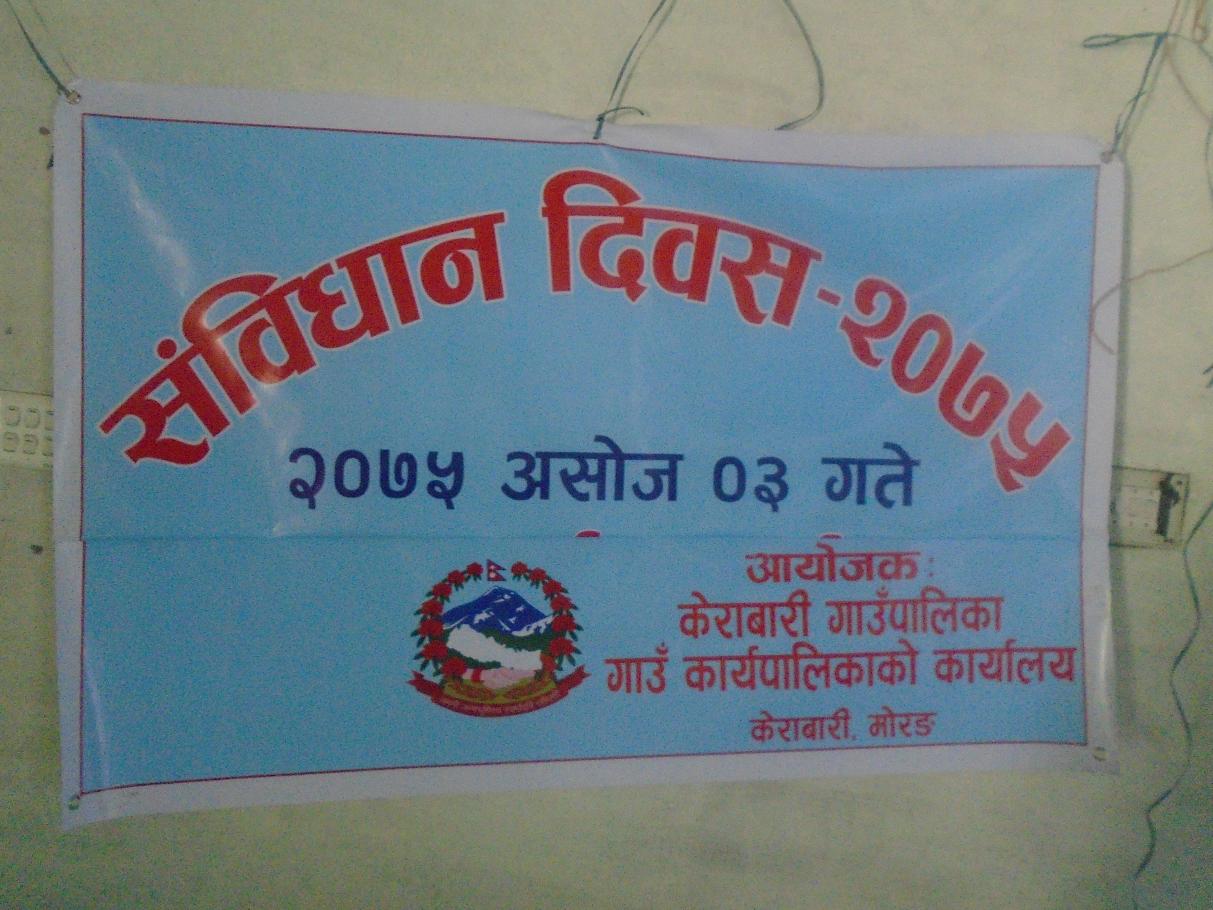 संविधान दिवस-२०७५
२०७५ असोज ०३ गते
आयोजक:
केराबारी गाउँपालिका
गाउँ कार्यपालिकाको कार्यालय
केराबारी, मोरङ